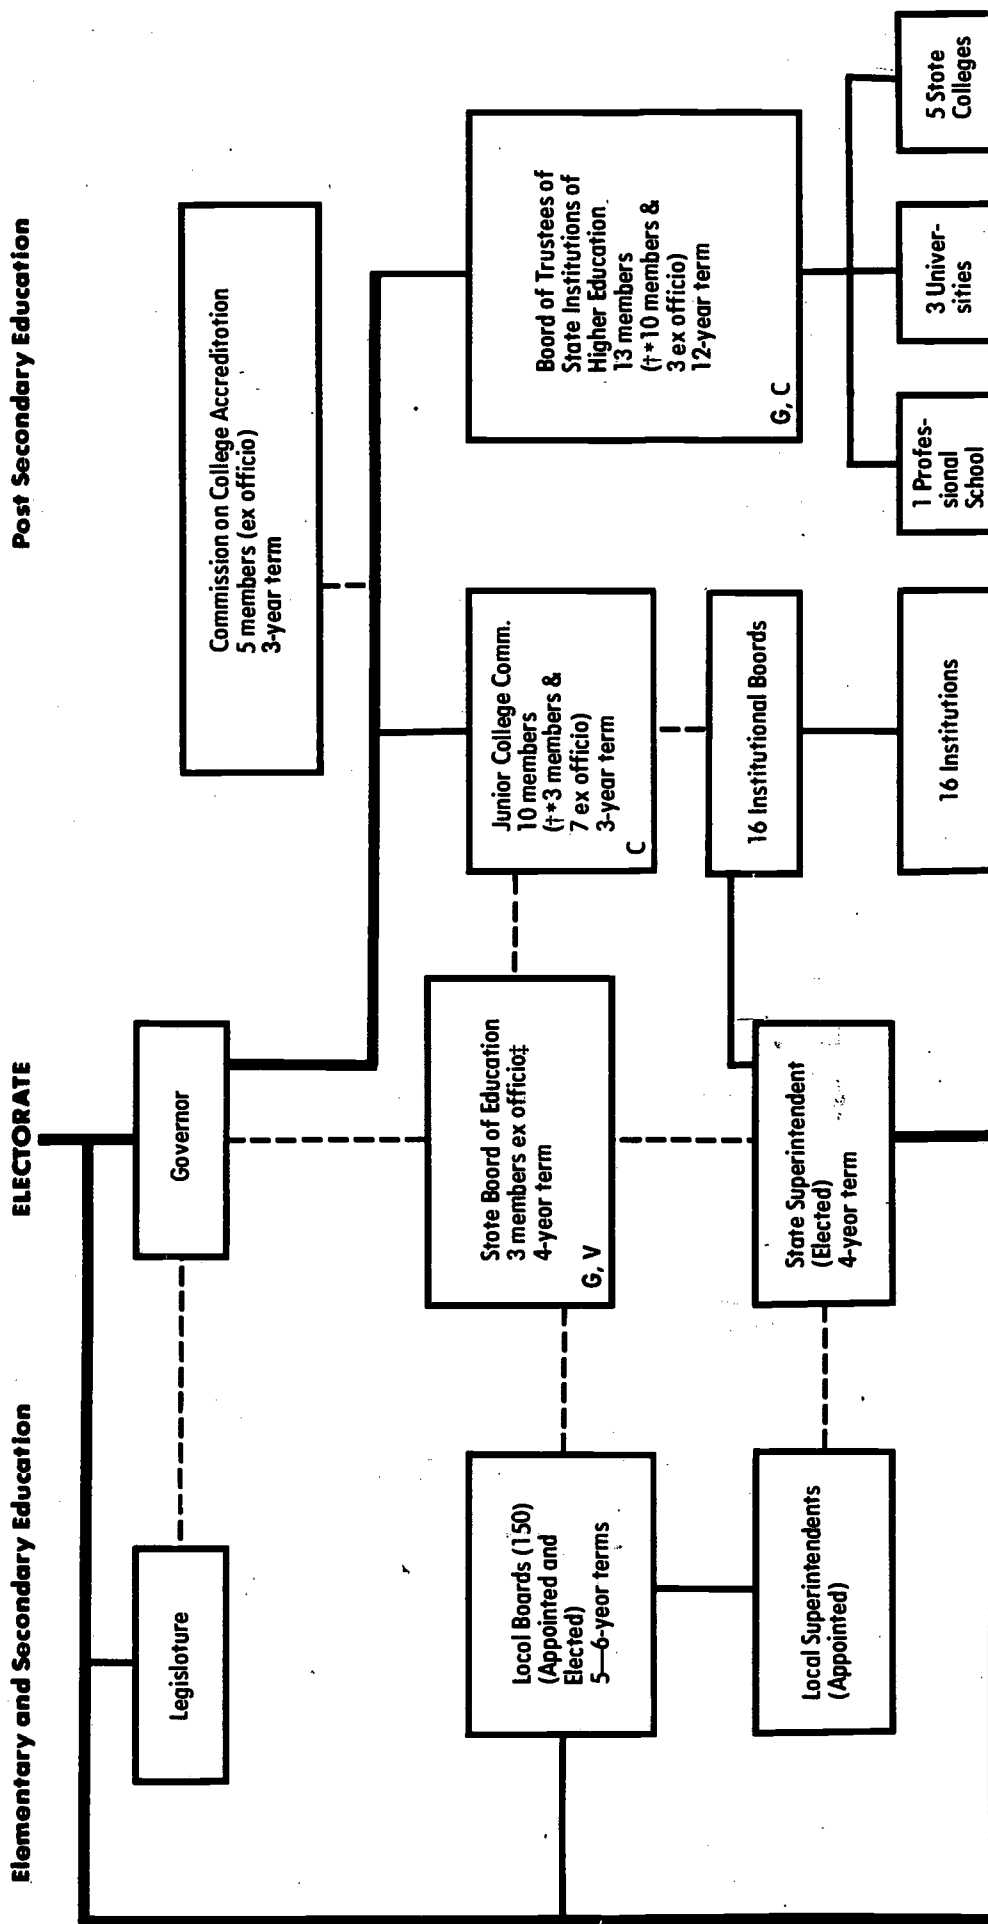 Elementary and Secondary Education
ELECTORATE
Post Secondary Education
Legislature
Governor
Commission on College Accreditotion
5 members (ex officio)
3-year term
Locol Boards (150)
(Appointed and
Elected)
5—6-year terms
State Board of Education
3 members ex officio‡
4-year term
G, V
Junior College Comm.
10 members
(†*3 members &
7 ex officio)
3-year term
C
Board of Trustees of
State Institutions of
Higher Education
13 members
(†*10 members &
3 ex officio)
12-year term
G, C
Local Superintendents
(Appointed)
State Superintendent
(Elected)
4-year term
16 Institutional Boards
16 Institutions
1 Profes-
sional
School
3 Univer-
sities
5 State
Colleges